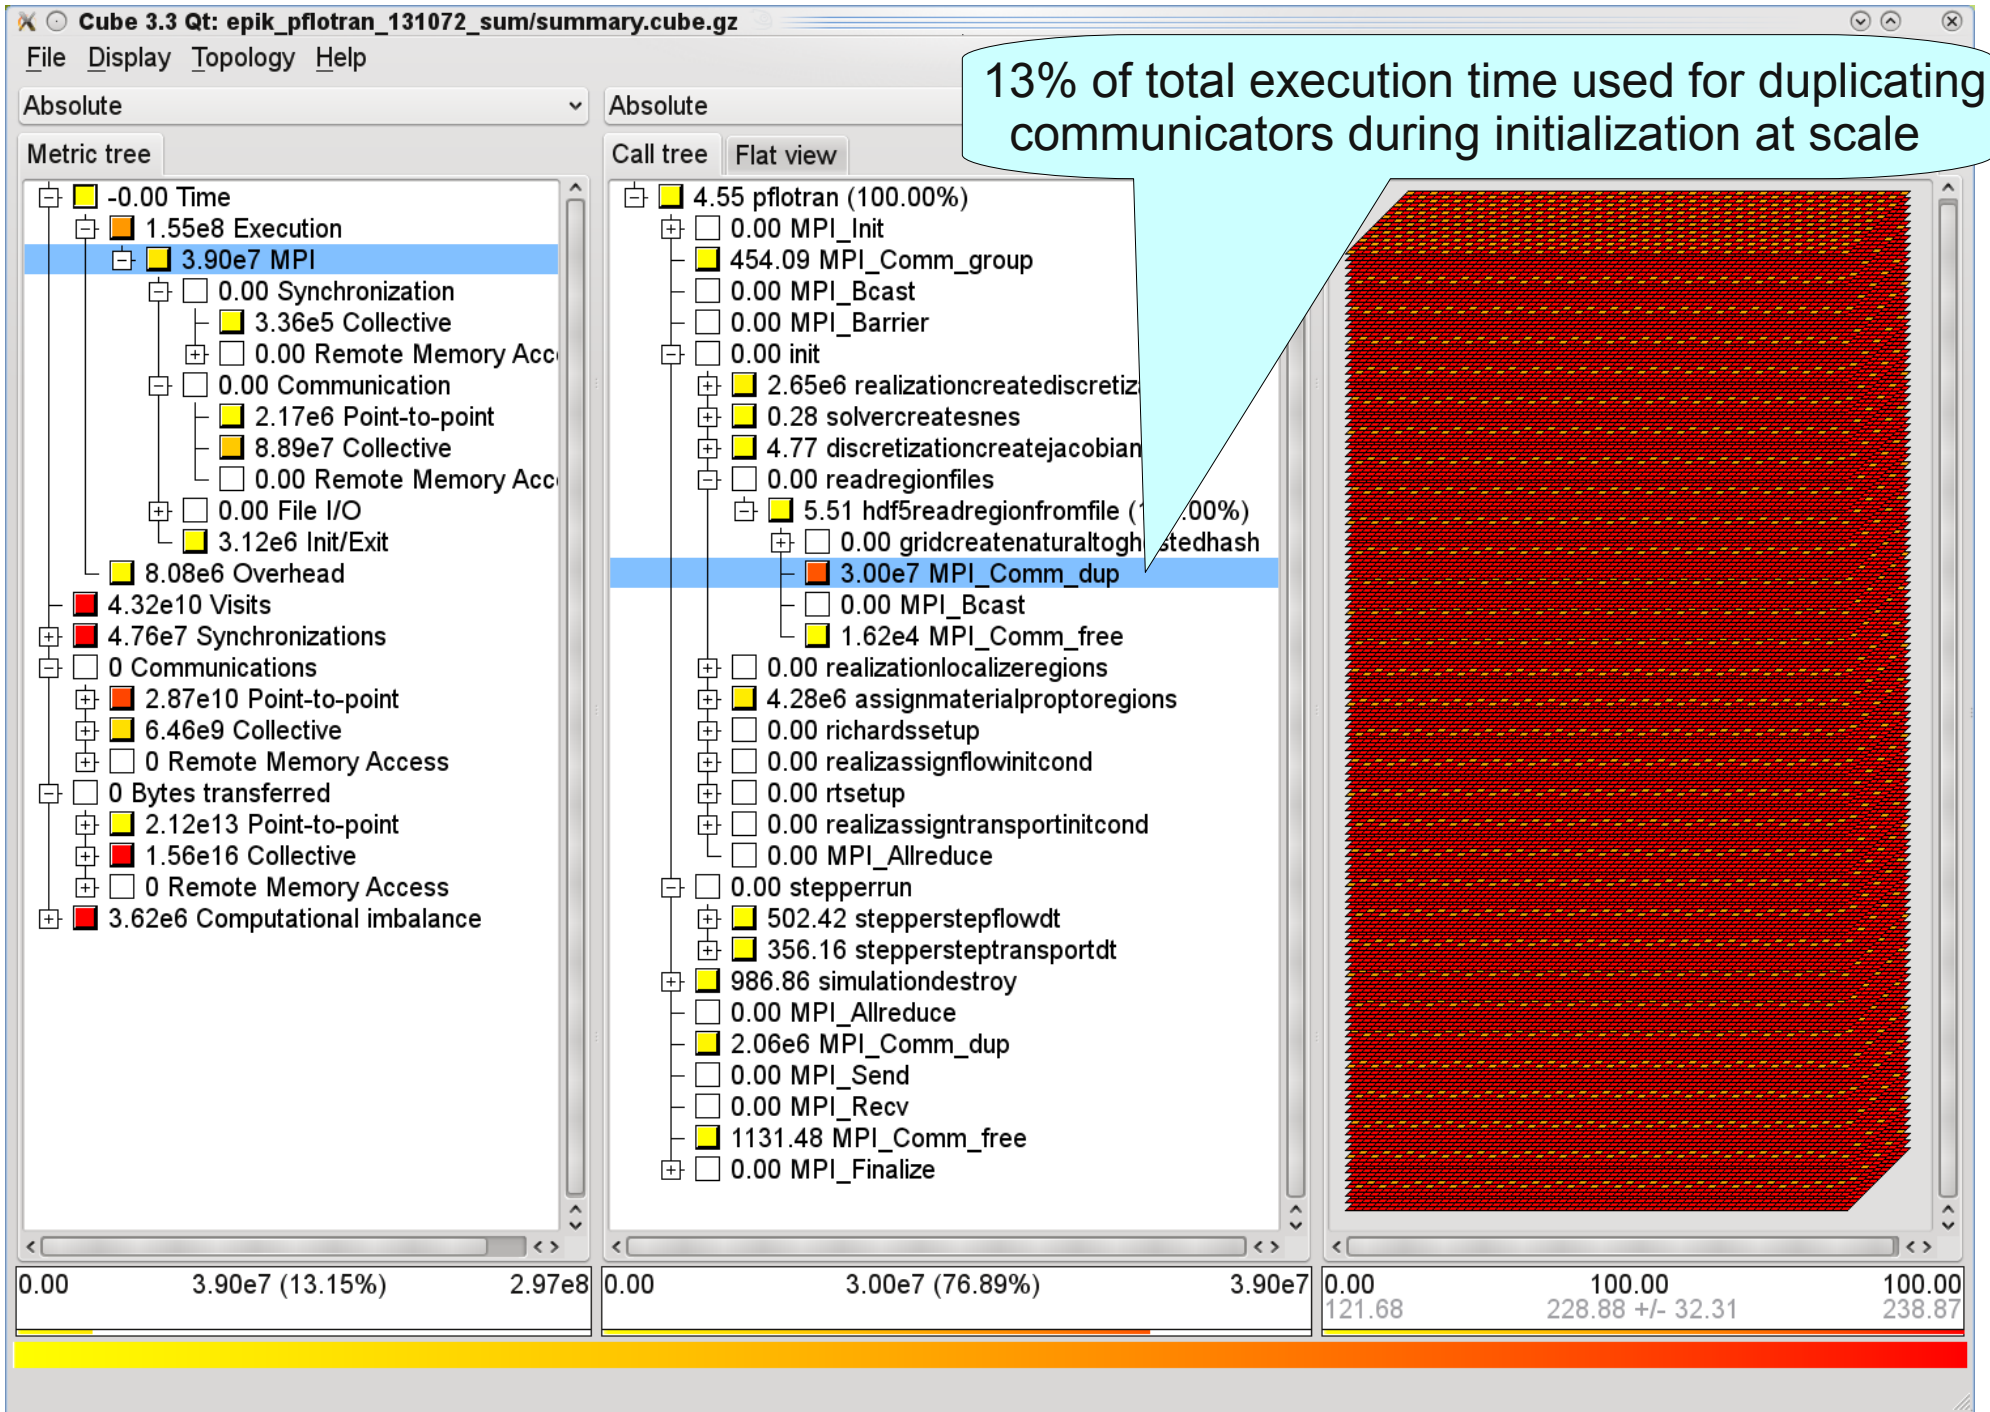 Cube 3.3 Qt: epik_pflotran_131072_sum/summary.cube.gz
File Display Topology Help
13% of total execution time used for duplicating
communicators during initialization at scale
Absolute
Metric tree
-0.00 Time
1.55e8 Execution
3.90e7 MPI
0.00 Synchronization
3.36e5 Collective
0.00 Remote Memory Acc
0.00 Communication
2.17e6 Point-to-point
8.89e7 Collective
0.00 Remote Memory Acc
0.00 File I/O
3.12e6 Init/Exit
8.08e6 Overhead
4.32e10 Visits
4.76e7 Synchronizations
0 Communications
2.87e10 Point-to-point
6.46e9 Collective
0 Remote Memory Access
0 Bytes transferred
2.12e13 Point-to-point
1.56e16 Collective
0 Remote Memory Access
3.62e6 Computational imbalance
0.00 3.90e7 (13.15%) 2.97e8
Absolute
Call tree Flat view
4.55 pflotran (100.00%)
0.00 MPI_Init
454.09 MPI_Comm_group
0.00 MPI_Bcast
0.00 MPI_Barrier
0.00 init
2.65e6 realizationcreatediscretiz
0.28 solvercreatesnes
4.77 discretizationcreatejacobian
0.00 readregionfiles
5.51 hdf5readregionfromfile ( .00%)
0.00 gridcreatenaturaltogh stedhash
3.00e7 MPI_Comm_dup
0.00 MPI_Bcast
1.62e4 MPI_Comm_free
0.00 realizationlocalizeregions
4.28e6 assignmaterialproptoregions
0.00 richardssetup
0.00 realizassignflowinitcond
0.00 rtsetup
0.00 realizassigntransportinitcond
0.00 MPI_Allreduce
0.00 stepperrun
502.42 stepperstepflowdt
356.16 steppersteptransportdt
986.86 simulationdestroy
0.00 MPI_Allreduce
2.06e6 MPI_Comm_dup
0.00 MPI_Send
0.00 MPI_Recv
1131.48 MPI_Comm_free
0.00 MPI_Finalize
0.00 3.00e7 (76.89%) 3.90e7
0.00 100.00 100.00
121.68 228.88 +/- 32.31 238.87